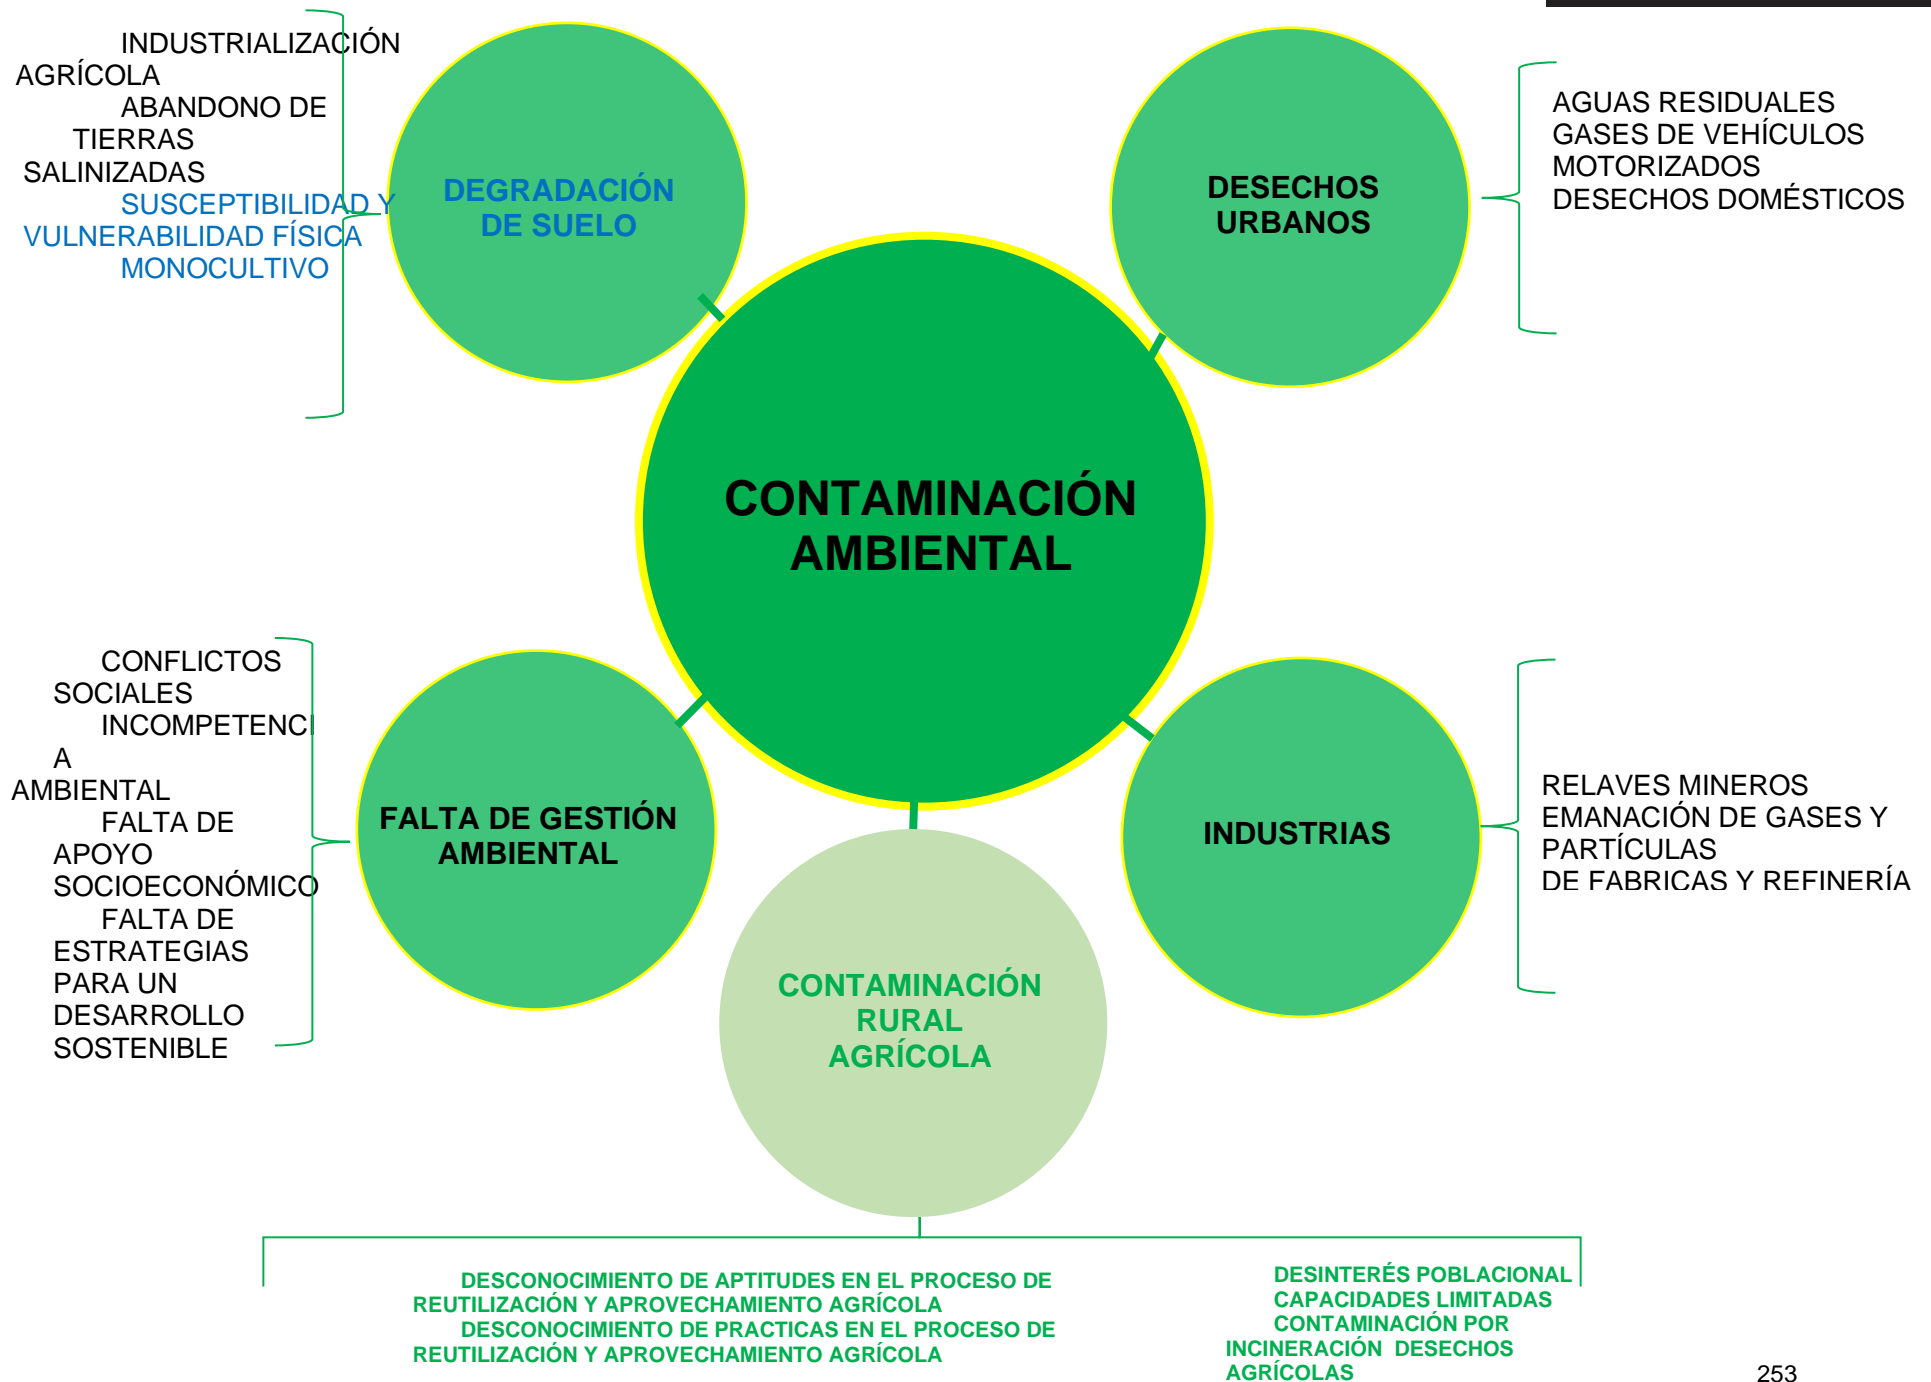 INDUSTRIALIZACIÓN
AGRÍCOLA
ABANDONO DE
TIERRAS
SALINIZADAS
SUSCEPTIBILIDAD Y
VULNERABILIDAD FÍSICA
MONOCULTIVO
DEGRADACIÓN
DE SUELO
DESECHOS
URBANOS
AGUAS RESIDUALES
GASES DE VEHÍCULOS
MOTORIZADOS
DESECHOS DOMÉSTICOS
CONTAMINACIÓN
AMBIENTAL
CONFLICTOS
SOCIALES
INCOMPETENCI
A
AMBIENTAL
FALTA DE
APOYO
SOCIOECONÓMICO
FALTA DE
ESTRATEGIAS
PARA UN
DESARROLLO
SOSTENIBLE
FALTA DE GESTIÓN
AMBIENTAL
INDUSTRIAS
RELAVES MINEROS
EMANACIÓN DE GASES Y
PARTÍCULAS
DE FABRICAS Y REFINERÍA
CONTAMINACIÓN
RURAL
AGRÍCOLA
DESCONOCIMIENTO DE APTITUDES EN EL PROCESO DE
REUTILIZACIÓN Y APROVECHAMIENTO AGRÍCOLA
DESCONOCIMIENTO DE PRACTICAS EN EL PROCESO DE
REUTILIZACIÓN Y APROVECHAMIENTO AGRÍCOLA
DESINTERÉS POBLACIONAL
CAPACIDADES LIMITADAS
CONTAMINACIÓN POR
INCINERACIÓN DESECHOS
AGRÍCOLAS
253